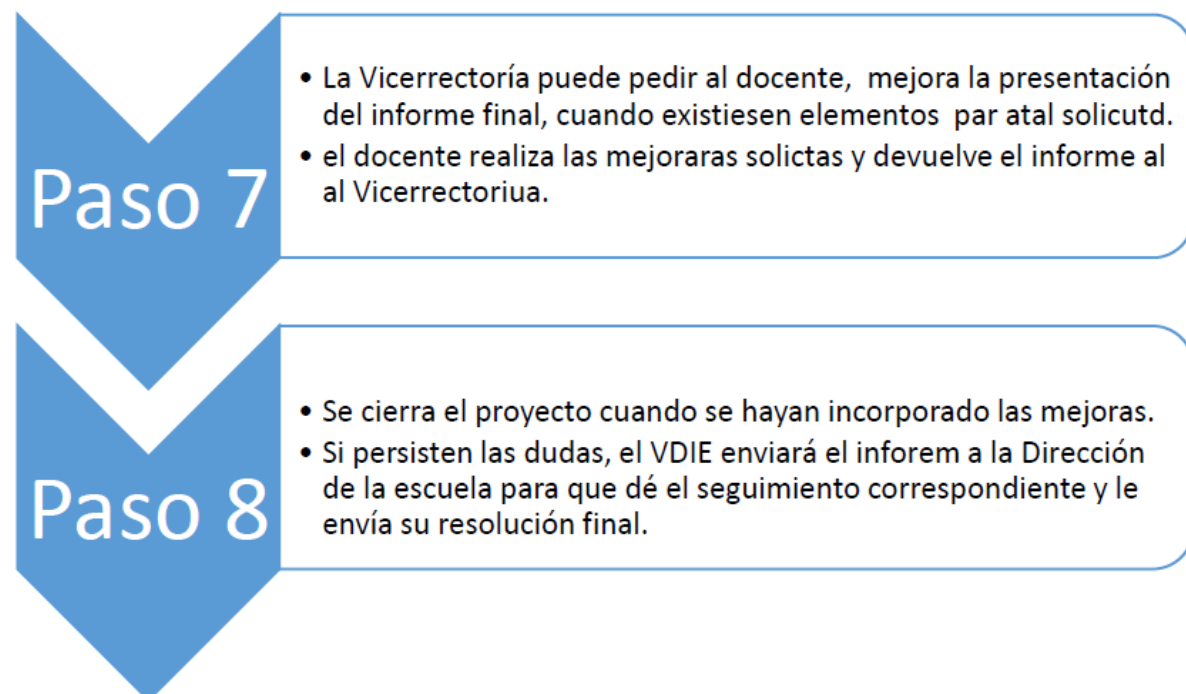 Paso 7
• La Vicerrectoría puede pedir al docente,  mejora la presentación
del informe final, cuando existiesen elementos  par atal solicutd.
• el docente realiza las mejoraras solictas y devuelve el informe al
al Vicerrectoriua.
Paso 8
• Se cierra el proyecto cuando se hayan incorporado las mejoras.
• Si persisten las dudas, el VDIE enviará el inforem a la Dirección
de la escuela para que dé el seguimiento correspondiente y le
envía su resolución final.